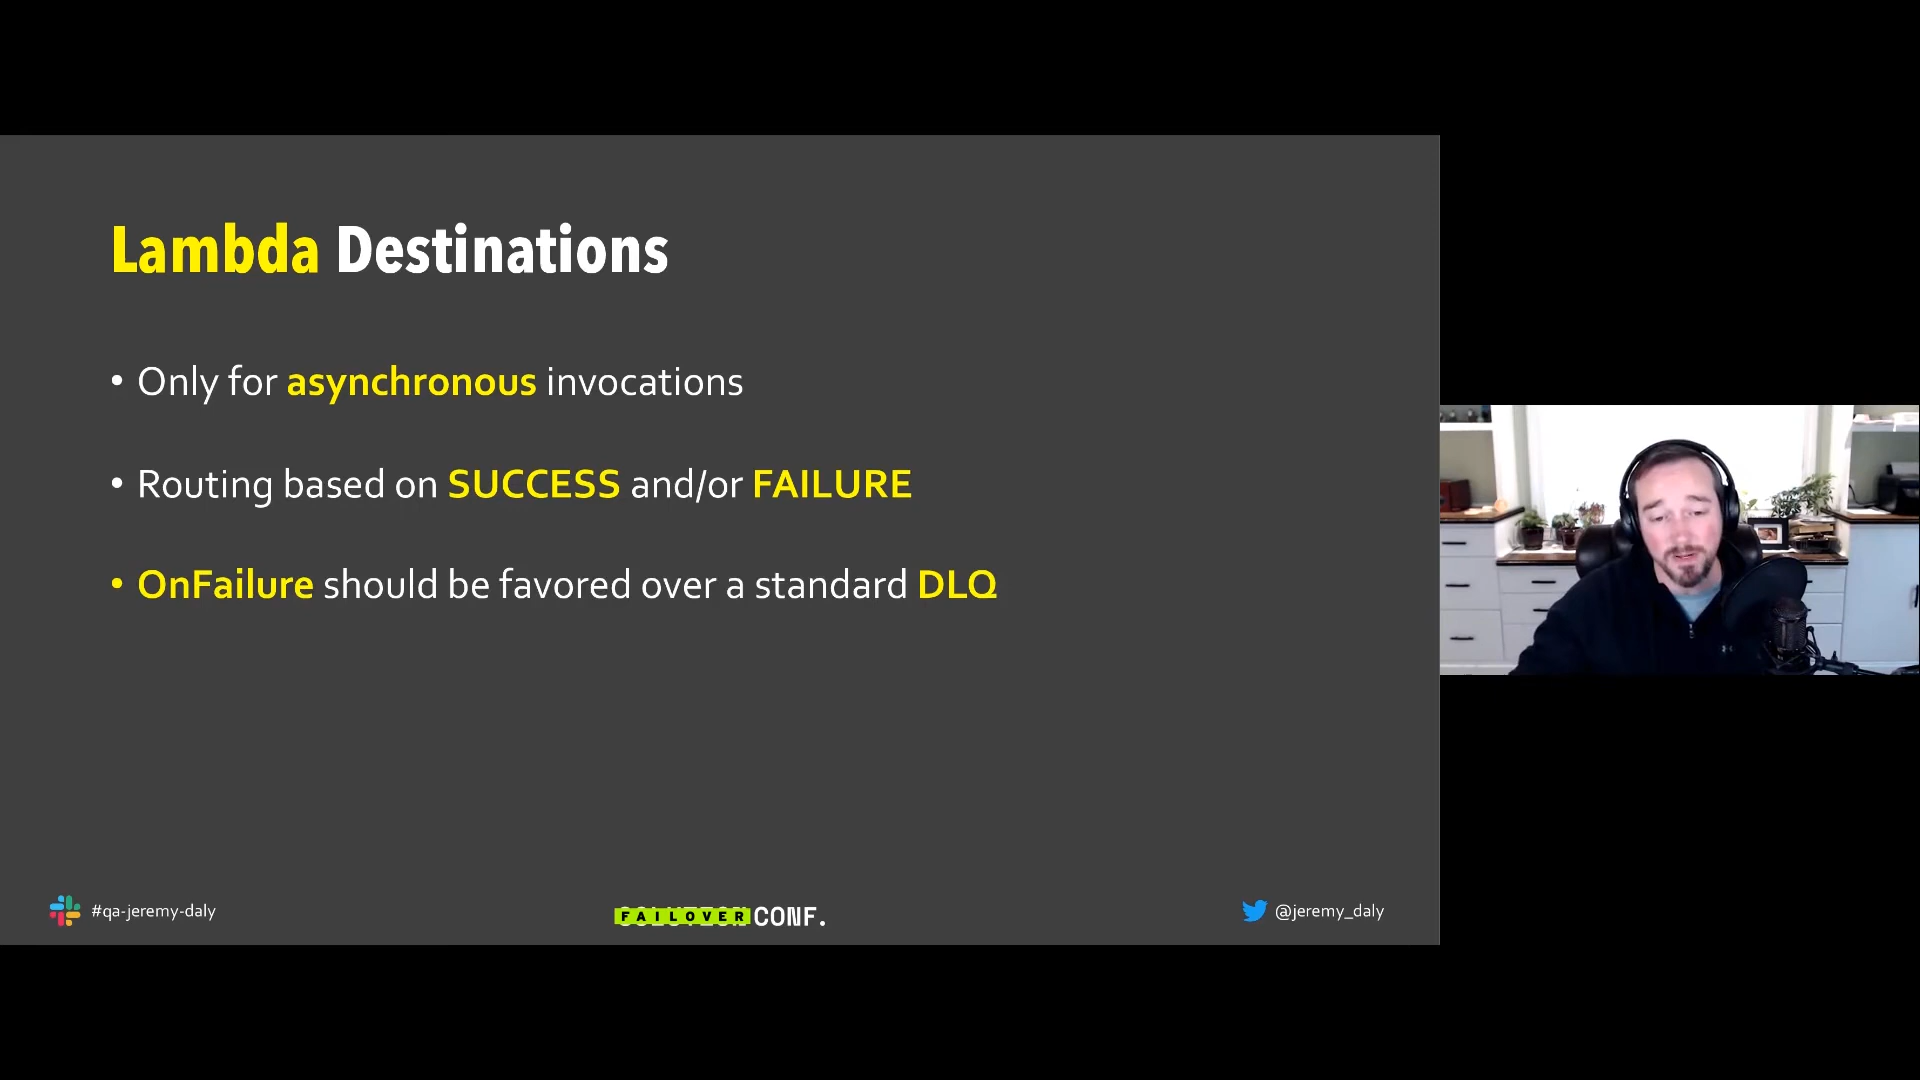 Lambda Destinations
• Only for asynchronous invocations
• Routing based on SUCCESS and/or FAILURE
• OnFailure should be favored over a standard DLQ
#qa-jeremy-daly
FAILOVER CONF.
@jeremy_daly